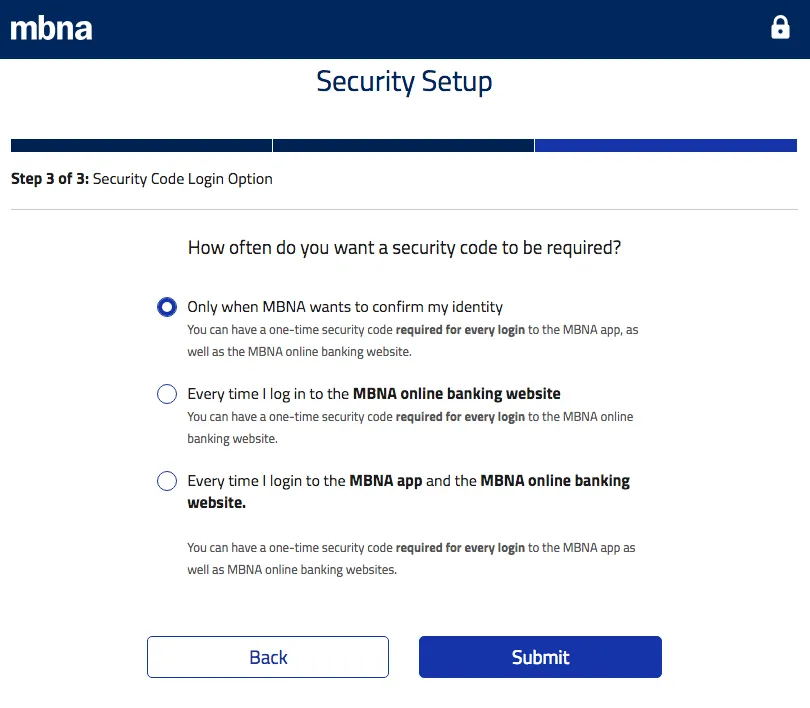 mbna
Security Setup
Step 3 of 3: Security Code Login Option
How often do you want a security code to be required?
Only when MBNA wants to confirm my identity
You can have a one-time security code required for every login to the MBNA app, as
well as the MBNA online banking website.
Every time I log in to the MBNA online banking website
You can have a one-time security code required for every login to the MBNA online
banking website.
Every time I login to the MBNA app and the MBNA online banking
website.
You can have a one-time security code required for every login to the MBNA app as
well as MBNA online banking websites.
Back
Submit